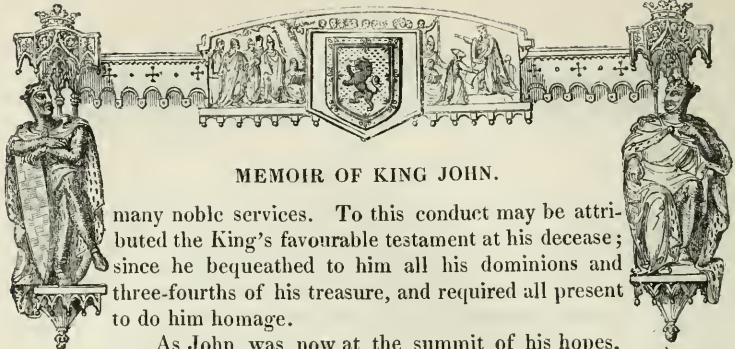 MEMOIR OF KING JOHN.
many noble services. To this conduct may be attri-
buted the King's favourable testament at his decease;
since he bequeathed to him all his dominions and
three-fourths of his treasure, and required all present
to do him homage.
As John was now at the summit of his hopes,